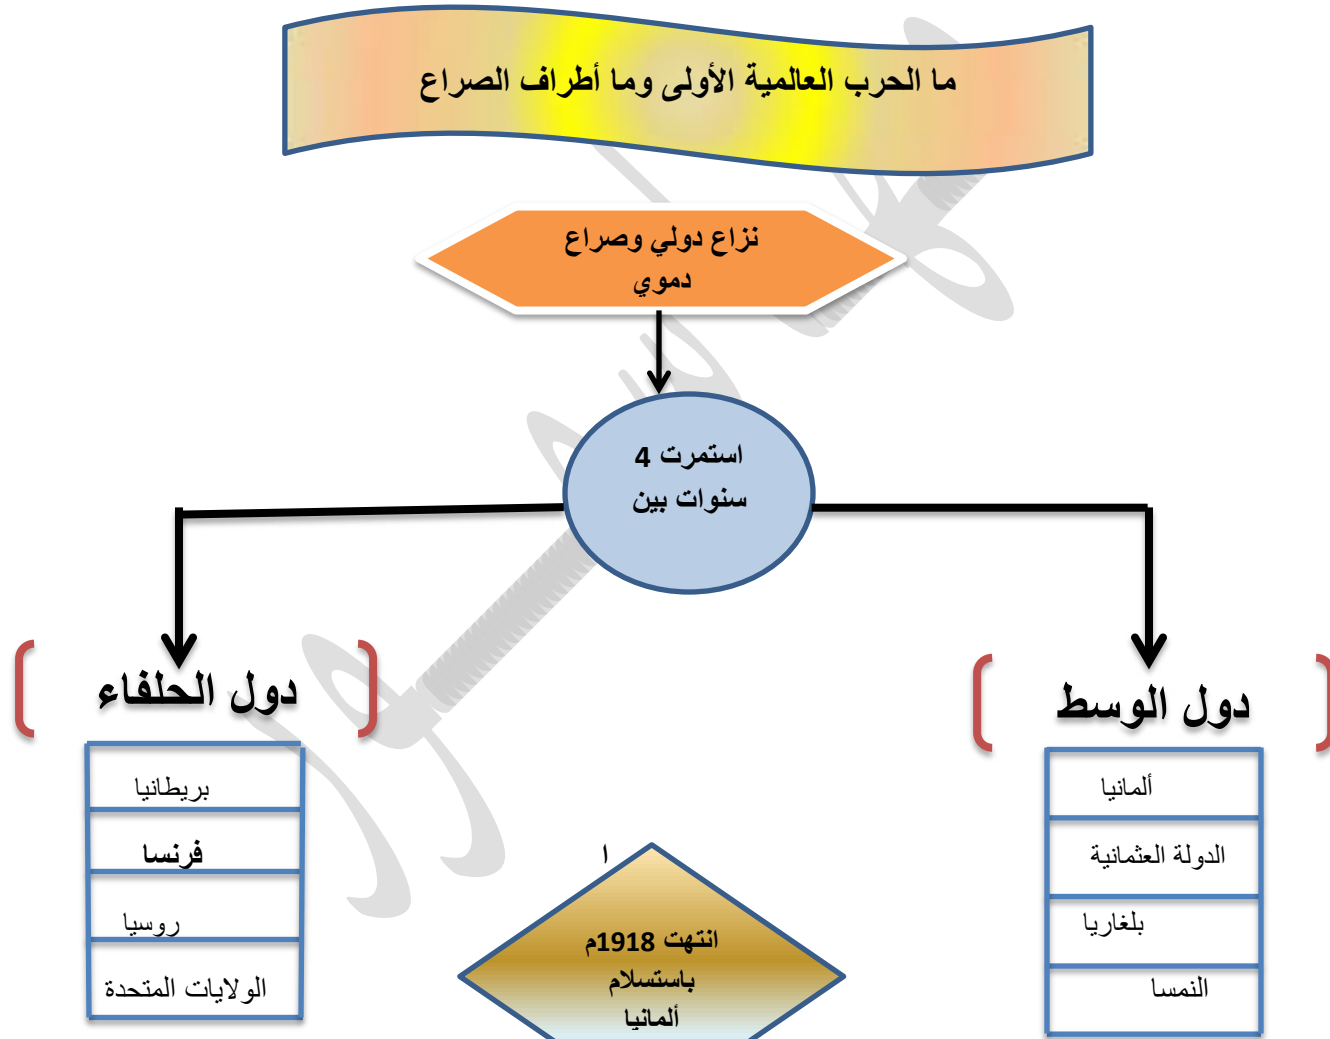 ما الحرب العالمية الأولى وما أطراف الصراع
نزاع دولي وصراع
دموي
استمرت 4
سنوات بين
دول الوسط
ألمانيا
الدولة العثمانية
بلغاريا
النمسا
دول الحلفاء
بريطانيا
فرنسا
روسيا
الولايات المتحدة
ا
انتهت 1918م
باستسلام
ألمانيا